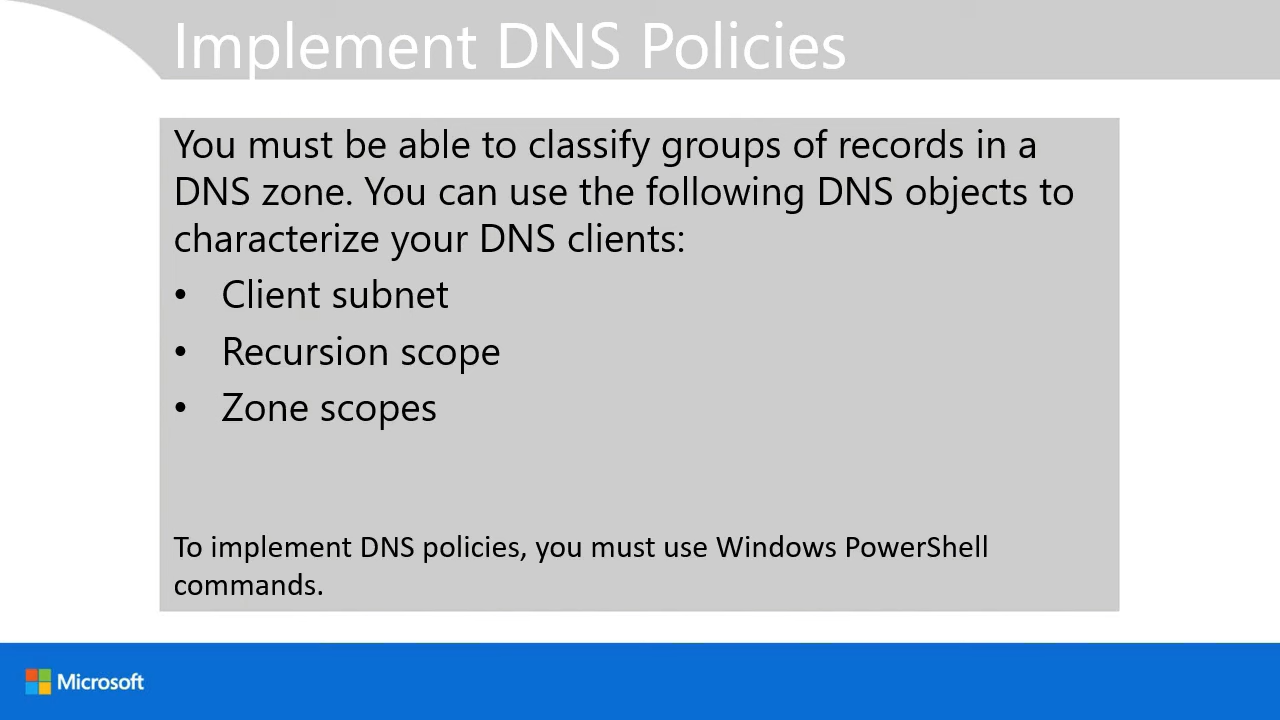 Implement DNS Policies
You must be able to classify groups of records in a
DNS zone. You can use the following DNS objects to
characterize your DNS clients:
• Client subnet
• Recursion scope
• Zone scopes
To implement DNS policies, you must use Windows PowerShell
commands.
Microsoft